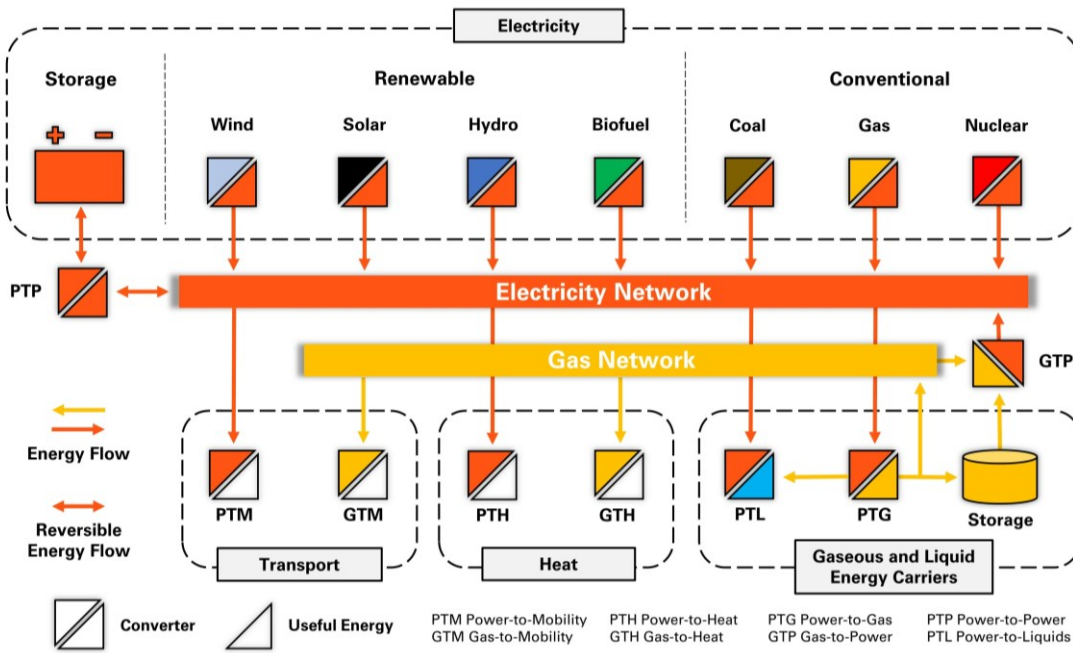 Electricity
Storage
Renewable
Conventional
Wind
Solar
Hydro
Biofuel
Coal
Gas
Nuclear
+ −
PTP
Electricity Network
Gas Network
GTP
Energy Flow
Reversible
Energy Flow
PTM
GTM
PTH
GTH
PTL
PTG
Storage
Transport
Heat
Gaseous and Liquid
Energy Carriers
Converter
Useful Energy
PTM Power-to-Mobility
GTM Gas-to-Mobility
PTH Power-to-Heat
GTH Gas-to-Heat
PTG Power-to-Gas
GTP Gas-to-Power
PTP Power-to-Power
PTL Power-to-Liquids